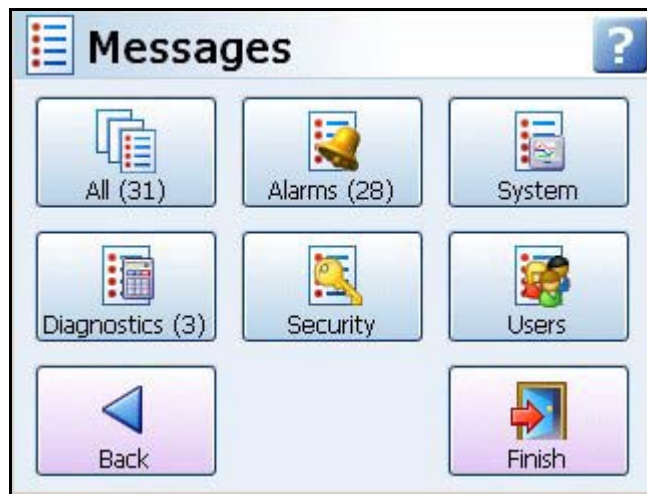 Messages
?
All (31)
Alarms (28)
System
Diagnostics (3)
Security
Users
Back
Finish